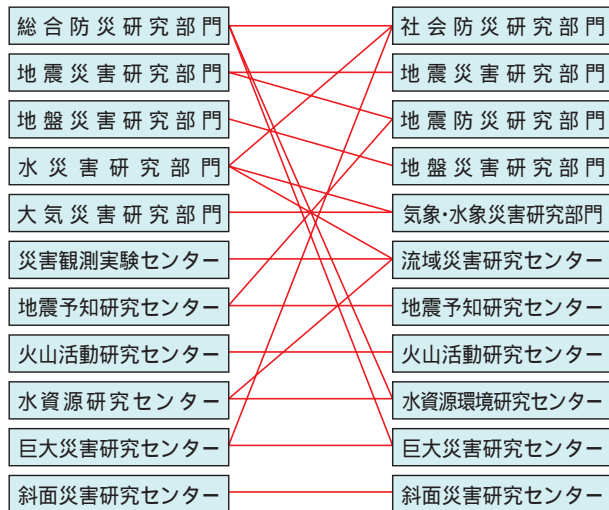 総合防災研究部門
地震災害研究部門
地盤災害研究部門
水災害研究部門
大気災害研究部門
災害観測実験センター
地震予知研究センター
火山活動研究センター
水資源研究センター
巨大災害研究センター
斜面災害研究センター
社会防災研究部門
地震災害研究部門
地震防災研究部門
地盤災害研究部門
気象・水象災害研究部門
流域災害研究センター
地震予知研究センター
火山活動研究センター
水資源環境研究センター
巨大災害研究センター
斜面災害研究センター